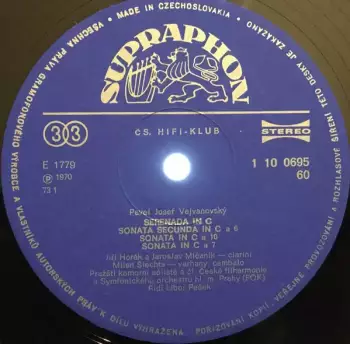 VŠECHNA PRÁVA GRAMOFONOVÉHO VÝROBCE A VLASTNÍKŮ AUTORSKÝCH PRÁV K DÍLU VYHRAZENA. POŘIZOVÁNÍ KOPIÍ, VEŘEJNÉ PROVOZOVÁNÍ A ROZHLASOVÉ ŠÍŘENÍ TÉTO DESKY JE ZAKÁZÁNO • MADE IN CZECHOSLOVAKIA •
SUPRAPHON
33
ČS. HIFI-KLUB
STEREO
E 1779
1 10 0695
℗ 1970
60
73 1
Pavel Josef Vejvanovský
SERENADA IN C
SONATA SECUNDA IN C a 6
SONATA IN C a 10
SONATA IN C a 7
Jiří Horák a Jaroslav Mičaník — clarini
Milan Šlechta — varhany, cembalo
Pražští komorní sólisté a čl. České filharmonie
a Symfonického orchestru hl. m. Prahy (FOK)
Řídí Libor Pešek